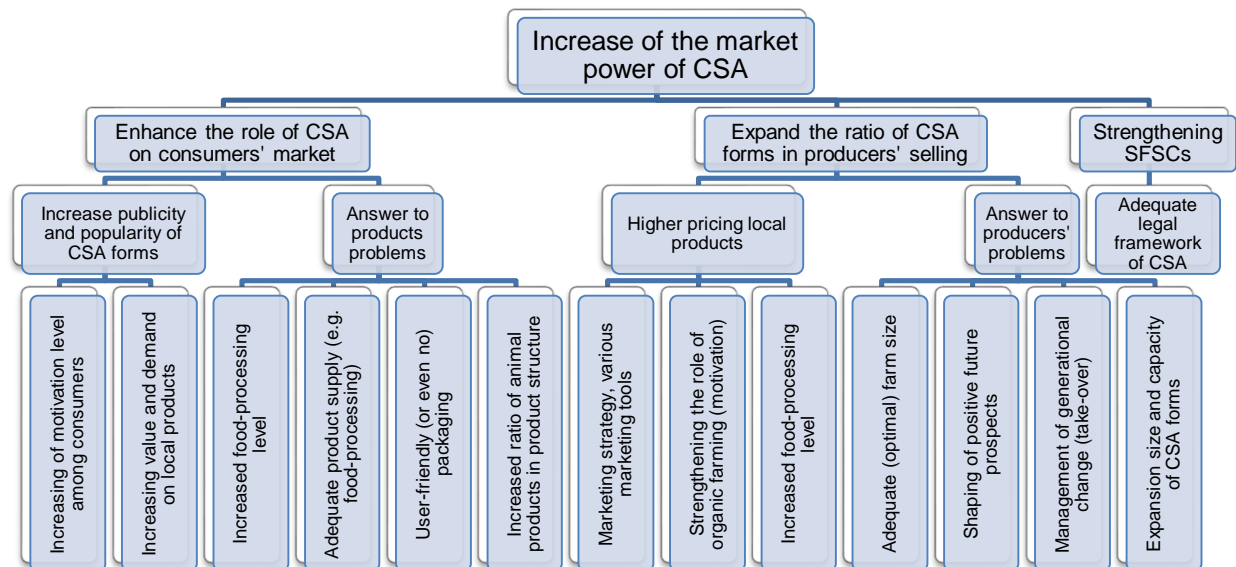 Increase of the market
power of CSA
Enhance the role of CSA
on consumers' market
Expand the ratio of CSA
forms in producers' selling
Strengthening
SFSCs
Increase publicity
and popularity of
CSA forms
Answer to
products
problems
Higher pricing local
products
Answer to
producers'
problems
Adequate
legal
framework
of CSA
Increasing of motivation level
among consumers
Increasing value and demand
on local products
Increased food-processing
level
Adequate product supply (e.g.
food-processing)
User-friendly (or even no)
packaging
Increased ratio of animal
products in product structure
Marketing strategy, various
marketing tools
Strengthening the role of
organic farming (motivation)
Increased food-processing
level
Adequate (optimal) farm size
Shaping of positive future
prospects
Management of generational
change (take-over)
Expansion size and capacity
of CSA forms